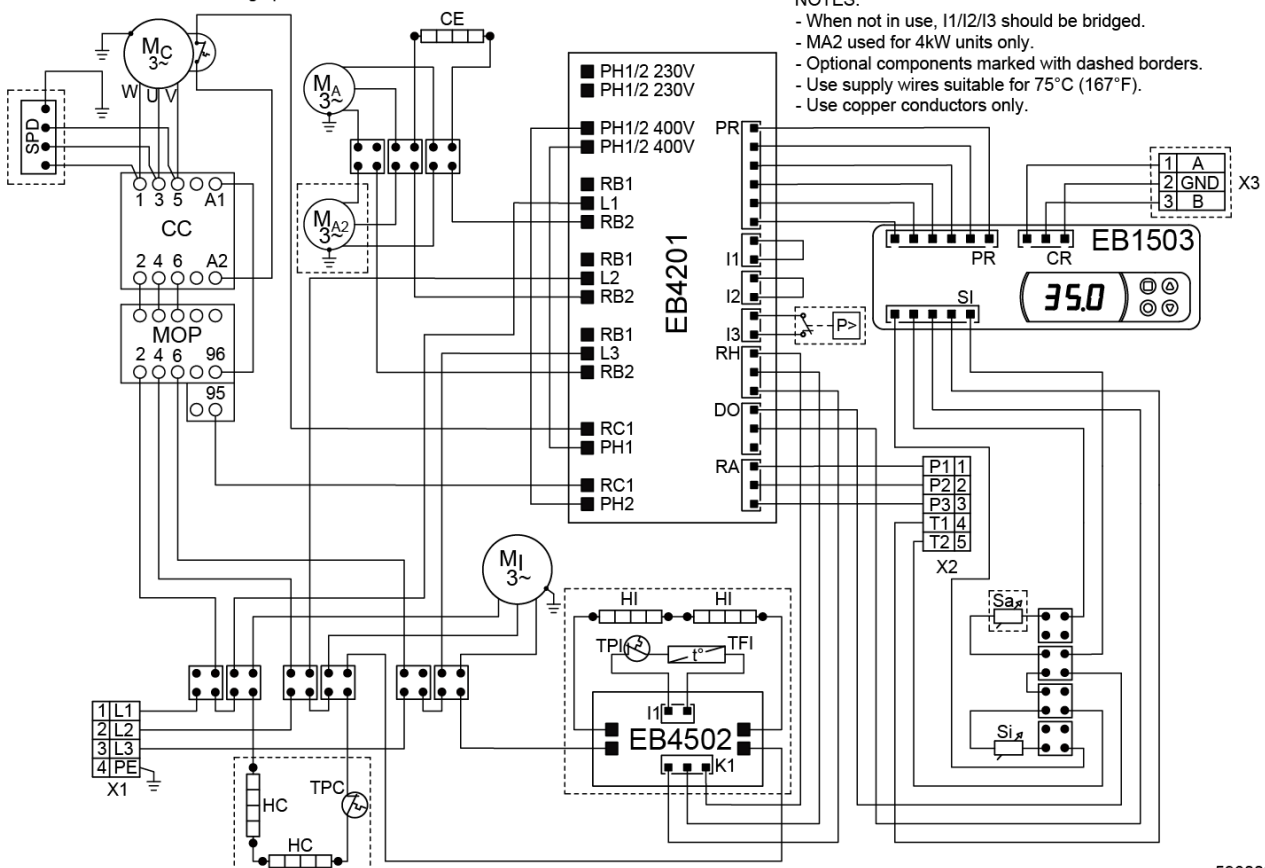 NOTES:
- When not in use, I1/I2/I3 should be bridged.
- MA2 used for 4kW units only.
- Optional components marked with dashed borders.
- Use supply wires suitable for 75°C (167°F).
- Use copper conductors only.
CE
MC
3~
W U V
SPD
1 3 5 A1
CC
2 4 6 A2
MOP
2 4 6 96
95
MA
3~
MA2
3~
PH1/2 230V
PH1/2 230V
PH1/2 400V
PH1/2 400V
RB1
L1
RB2
RB1
L2
RB2
RB1
L3
RB2
RC1
PH1
RC1
PH2
EB4201
PR
I1
I2
I3
RH
DO
RA
P>
1 A
2 GND
3 B
X3
EB1503
PR
CR
SI
35.0
P1 1
P2 2
P3 3
T1 4
T2 5
X2
Sa
Si
MI
3~
HI
HI
TPI
t°
TFI
I1
EB4502
K1
1 L1
2 L2
3 L3
4 PE
X1
HC
TPC
HC